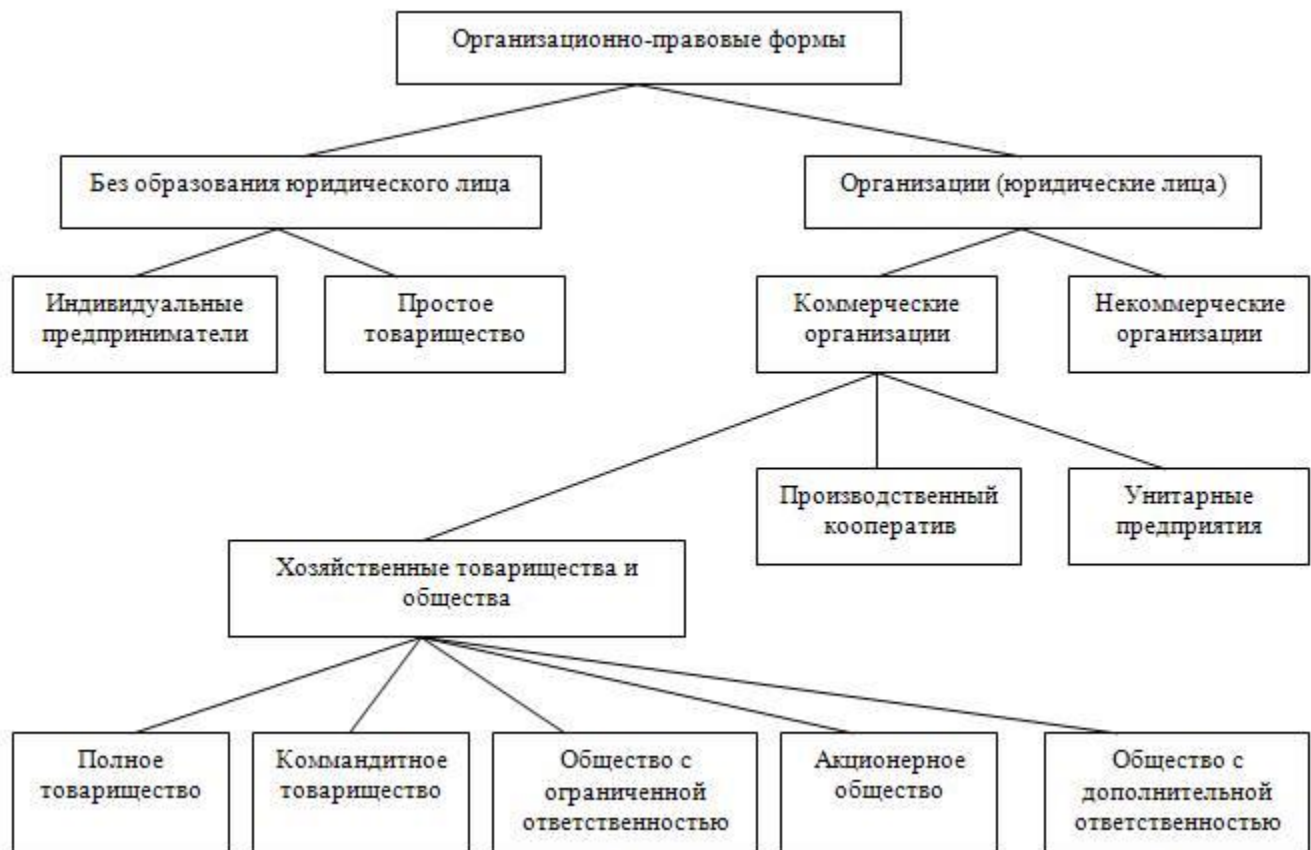 Организационно-правовые формы
Без образования юридического лица
Организации (юридические лица)
Индивидуальные
предприниматели
Простое
товарищество
Коммерческие
организации
Некоммерческие
организации
Производственный
кооператив
Унитарные
предприятия
Хозяйственные товарищества и
общества
Полное
товарищество
Коммандитное
товарищество
Общество с
ограниченной
ответственностью
Акционерное
общество
Общество с
дополнительной
ответственностью